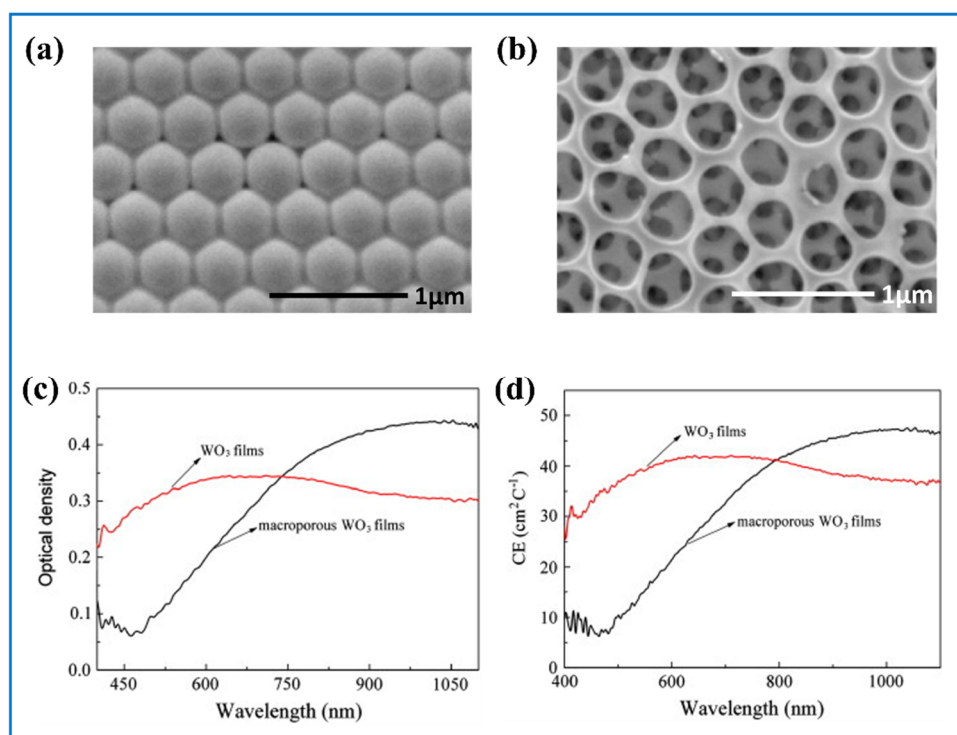 (a)
(b)
1μm
1μm
(c)
(d)
Optical density
0.5
0.4
0.3
0.2
0.1
0.0
WO₃ films
macroporous WO₃ films
450 600 750 900 1050
Wavelength (nm)
CE (cm²C⁻¹)
50
40
30
20
10
0
WO₃ films
macroporous WO₃ films
400 600 800 1000
Wavelength (nm)